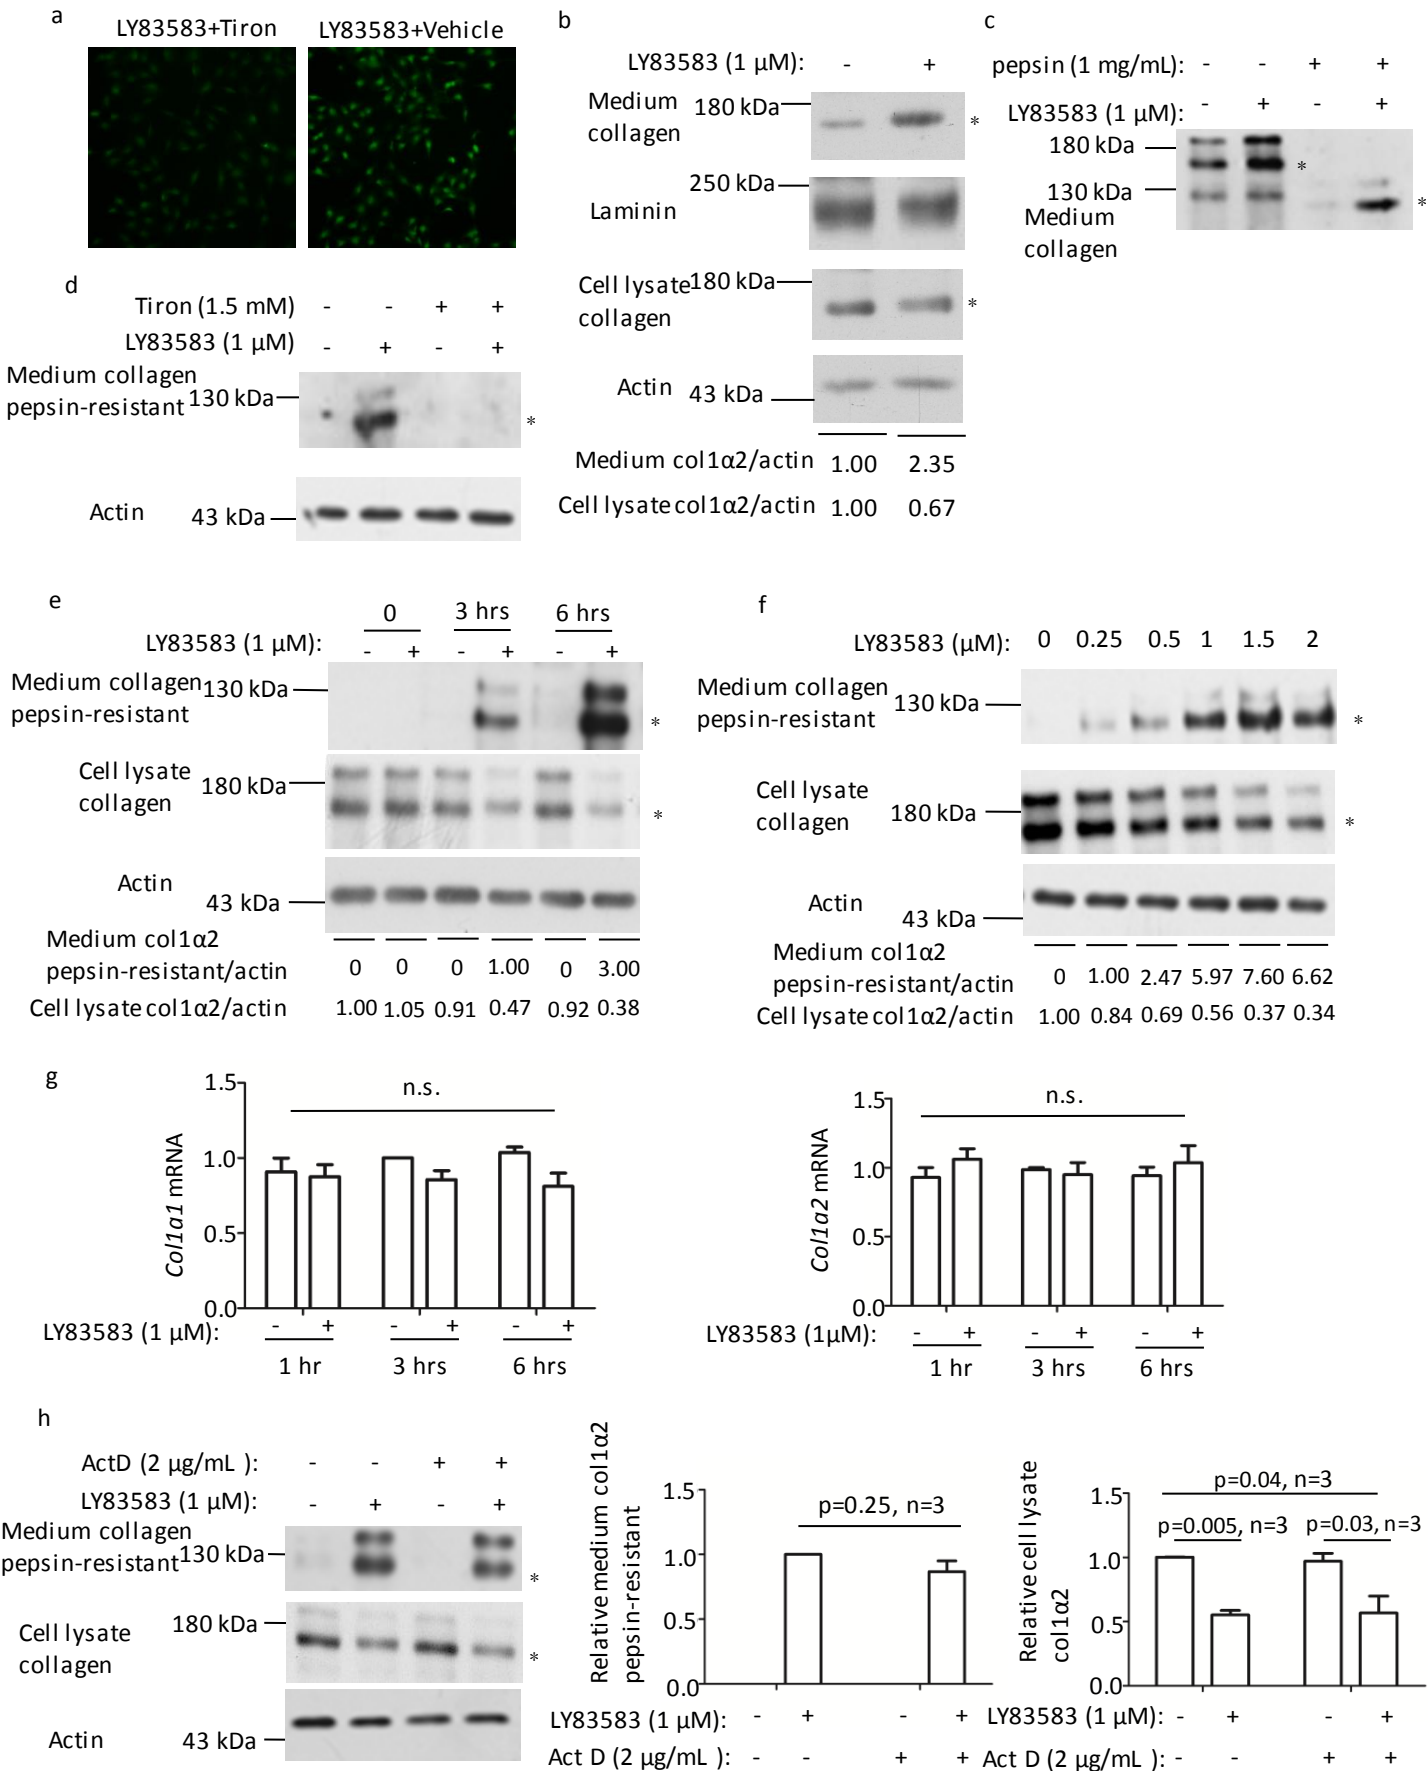 a
LY83583+Tiron LY83583+Vehicle
b
LY83583 (1 µM): - +
Medium collagen 180 kDa *
Laminin 250 kDa
Cell lysate collagen 180 kDa *
Actin 43 kDa
Medium col1α2/actin 1.00 2.35
Cell lysate col1α2/actin 1.00 0.67
c
pepsin (1 mg/mL): - - + +
LY83583 (1 µM): - + - +
180 kDa *
130 kDa *
Medium collagen
d
Tiron (1.5 mM) - - + +
LY83583 (1 µM) - + - +
Medium collagen
pepsin-resistant 130 kDa *
Actin 43 kDa
e
0 3 hrs 6 hrs
LY83583 (1 µM): - + - + - +
Medium collagen 130 kDa
pepsin-resistant *
Cell lysate collagen 180 kDa *
Actin 43 kDa
Medium col1α2
pepsin-resistant/actin 0 0 0 1.00 0 3.00
Cell lysate col1α2/actin 1.00 1.05 0.91 0.47 0.92 0.38
f
LY83583 (µM): 0 0.25 0.5 1 1.5 2
Medium collagen 130 kDa
pepsin-resistant *
Cell lysate collagen 180 kDa *
Actin 43 kDa
Medium col1α2
pepsin-resistant/actin 0 1.00 2.47 5.97 7.60 6.62
Cell lysate col1α2/actin 1.00 0.84 0.69 0.56 0.37 0.34
g
Col1a1 mRNA
1.5
1.0
0.5
0.0
n.s.
LY83583 (1 µM): - + - + - +
1 hr 3 hrs 6 hrs
Col1a2 mRNA
1.5
1.0
0.5
0.0
n.s.
LY83583 (1µM): - + - + - +
1 hr 3 hrs 6 hrs
h
ActD (2 µg/mL ): - - + +
LY83583 (1 µM): - + - +
Medium collagen
pepsin-resistant 130 kDa *
Cell lysate collagen 180 kDa *
Actin 43 kDa
Relative medium col1α2
pepsin-resistant
1.5
1.0
0.5
0.0
p=0.25, n=3
LY83583 (1 µM): - + - +
Act D (2 µg/mL ): - - + +
Relative cell lysate
col1α2
1.5
1.0
0.5
0.0
p=0.04, n=3
p=0.005, n=3 p=0.03, n=3
LY83583 (1 µM): - + - +
Act D (2 µg/mL ): - - + +